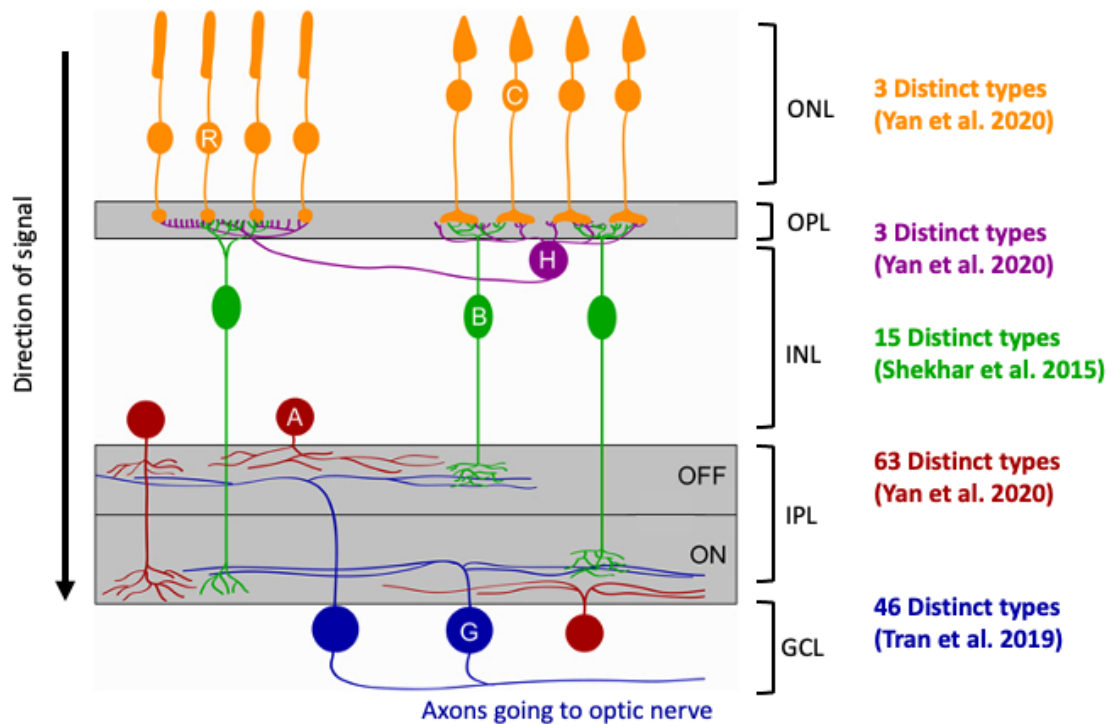 Direction of signal
R
C
ONL
3 Distinct types
(Yan et al. 2020)
OPL
H
3 Distinct types
(Yan et al. 2020)
B
INL
15 Distinct types
(Shekhar et al. 2015)
A
OFF
63 Distinct types
(Yan et al. 2020)
IPL
ON
G
46 Distinct types
(Tran et al. 2019)
GCL
Axons going to optic nerve